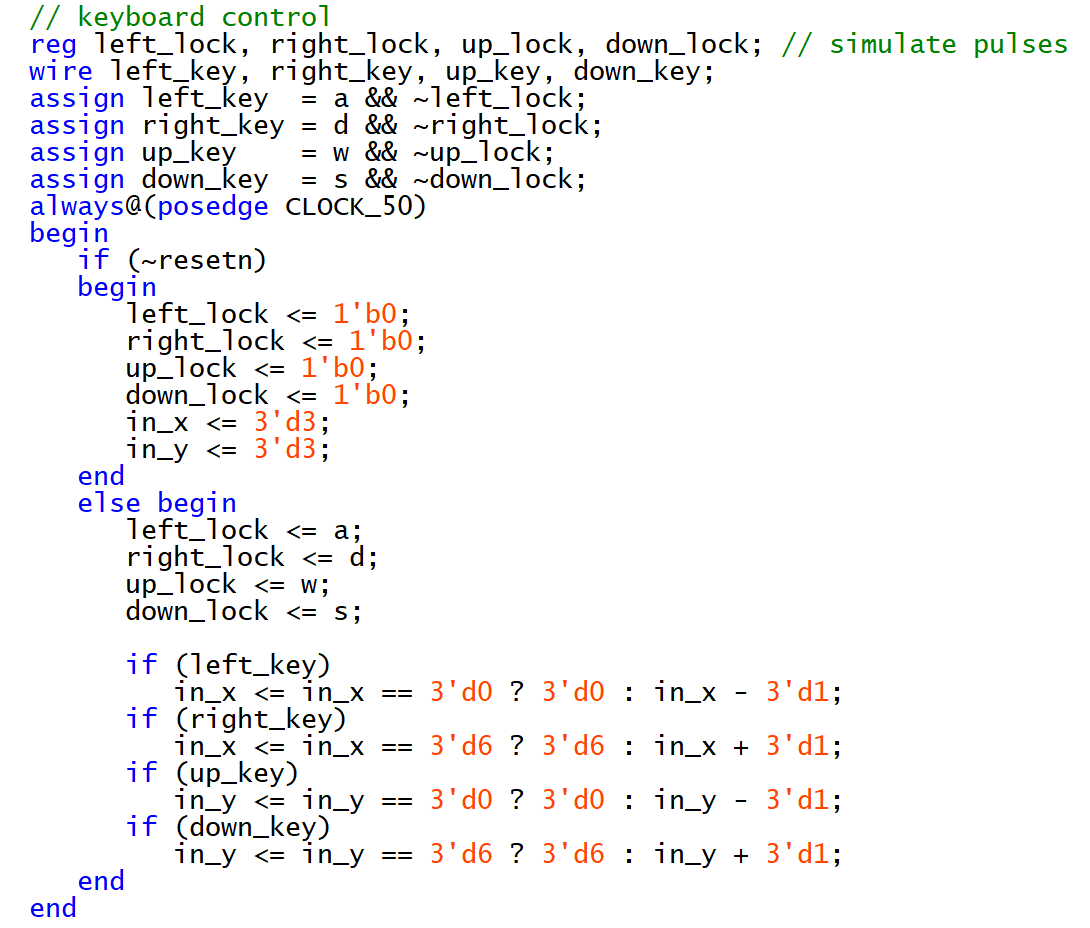 // keyboard control
reg left_lock, right_lock, up_lock, down_lock; // simulate pulses
wire left_key, right_key, up_key, down_key;
assign left_key  = a && ~left_lock;
assign right_key = d && ~right_lock;
assign up_key    = w && ~up_lock;
assign down_key  = s && ~down_lock;
always@(posedge CLOCK_50)
begin
   if (~resetn)
   begin
      left_lock <= 1'b0;
      right_lock <= 1'b0;
      up_lock <= 1'b0;
      down_lock <= 1'b0;
      in_x <= 3'd3;
      in_y <= 3'd3;
   end
   else begin
      left_lock <= a;
      right_lock <= d;
      up_lock <= w;
      down_lock <= s;

      if (left_key)
         in_x <= in_x == 3'd0 ? 3'd0 : in_x - 3'd1;
      if (right_key)
         in_x <= in_x == 3'd6 ? 3'd6 : in_x + 3'd1;
      if (up_key)
         in_y <= in_y == 3'd0 ? 3'd0 : in_y - 3'd1;
      if (down_key)
         in_y <= in_y == 3'd6 ? 3'd6 : in_y + 3'd1;
   end
end